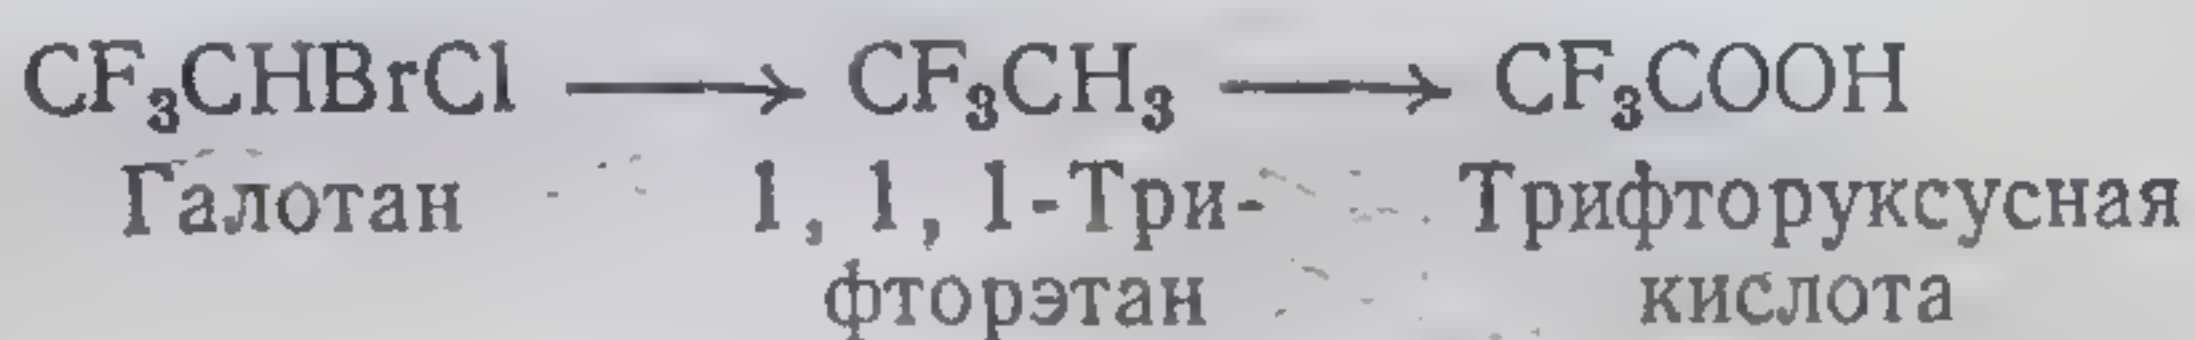 CF₃CHBrCl ⟶ CF₃CH₃ ⟶ CF₃COOH
Галотан 1, 1, 1-Три- Трифторуксусная
фторэтан кислота